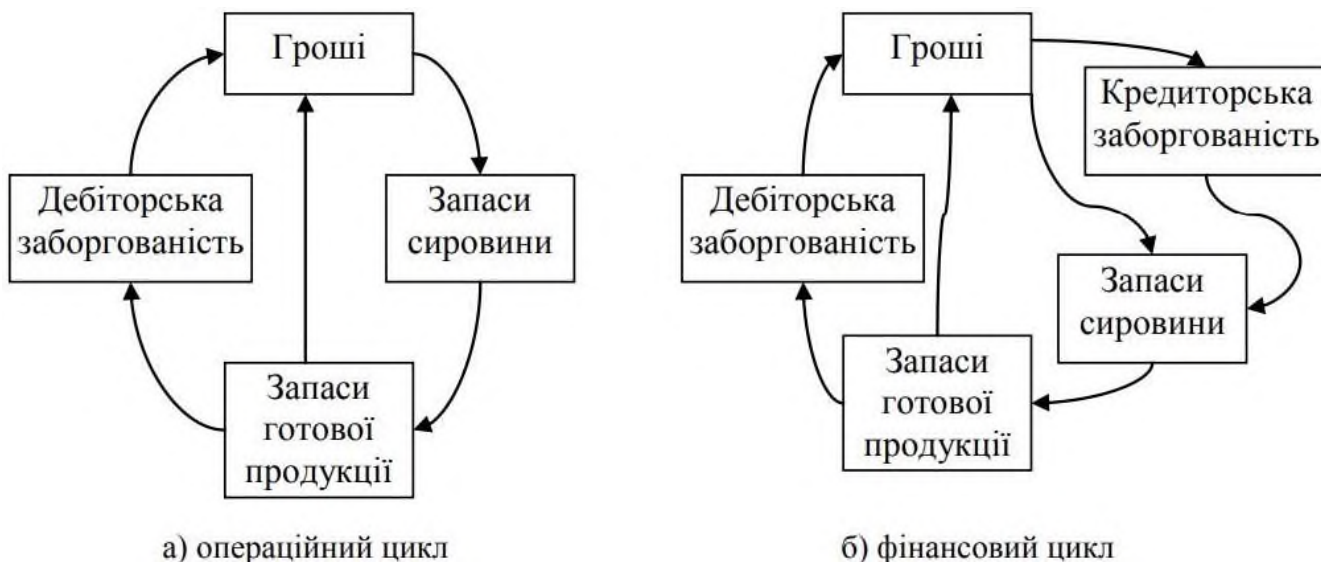 Гроші
Дебіторська
заборгованість
Запаси
сировини
Запаси
готової
продукції
а) операційний цикл
Гроші
Кредиторська
заборгованість
Дебіторська
заборгованість
Запаси
сировини
Запаси
готової
продукції
б) фінансовий цикл